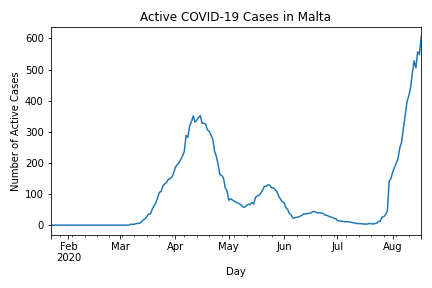 Active COVID-19 Cases in Malta
Number of Active Cases
600
500
400
300
200
100
0
Feb Mar Apr May Jun Jul Aug
2020
Day